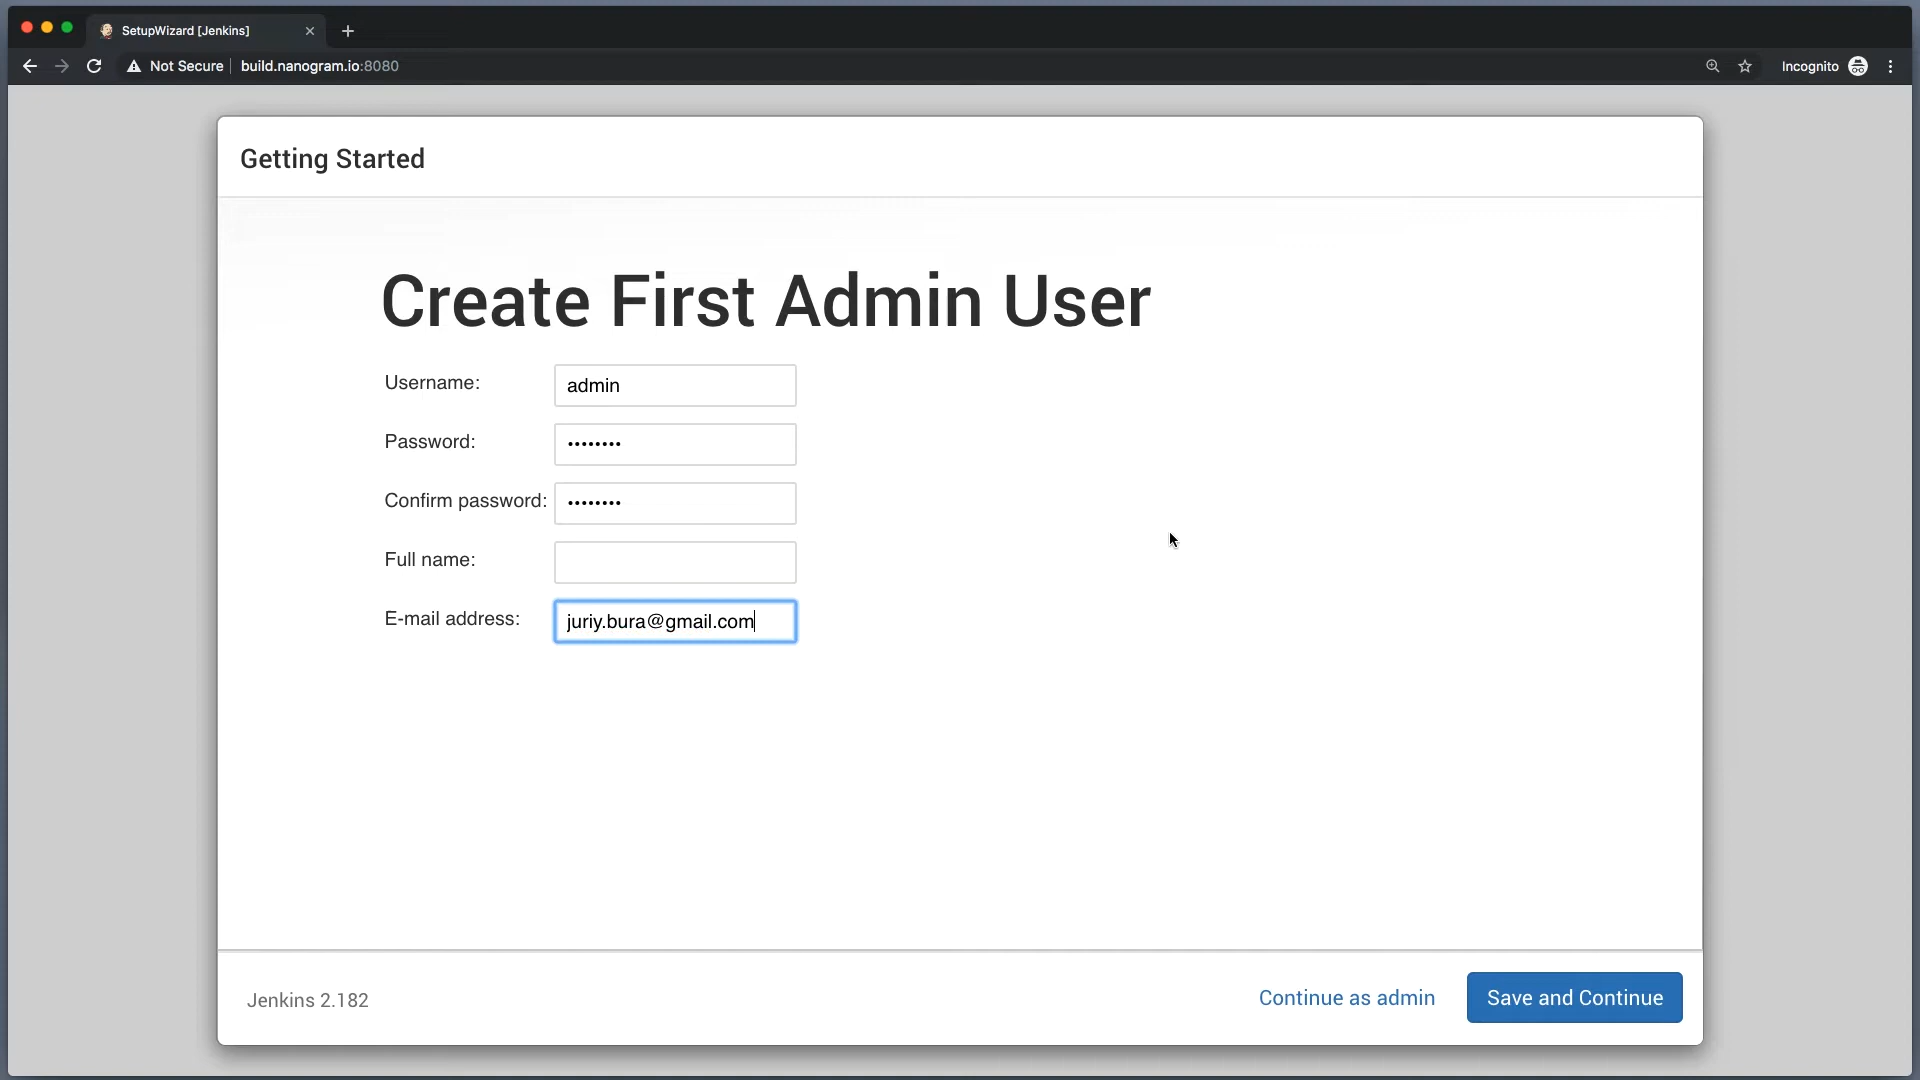 SetupWizard [Jenkins]
Not Secure
build.nanogram.io:8080
Incognito
Getting Started
Create First Admin User
Username:
admin
Password:
••••••••
Confirm password:
••••••••
Full name:
E-mail address:
juriy.bura@gmail.com
Jenkins 2.182
Continue as admin
Save and Continue